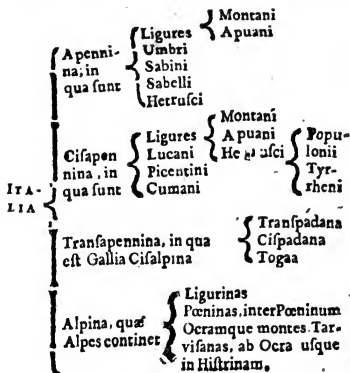 Montani
Apuani
Apenni-
na; in
qua ſunt
Ligures
Umbri
Sabini
Sabelli
Hetruſci
Montani
Apuani
Ciſapen
nina, in
qua ſunt
Ligures
Lucani
Picentini
Cumani
Popu-
lonii
Tyr-
rheni
ITA-
LIA
Tranſapennina, in qua
eſt Gallia Ciſalpina
Tranſpadana
Ciſpadana
Togaa
Alpina, quæ
Alpes continet
Ligurinas
Pœninas, inter Pœninum
Ocramque montes. Tar-
viſanas, ab Ocra uſque
in Hiſtrinam,